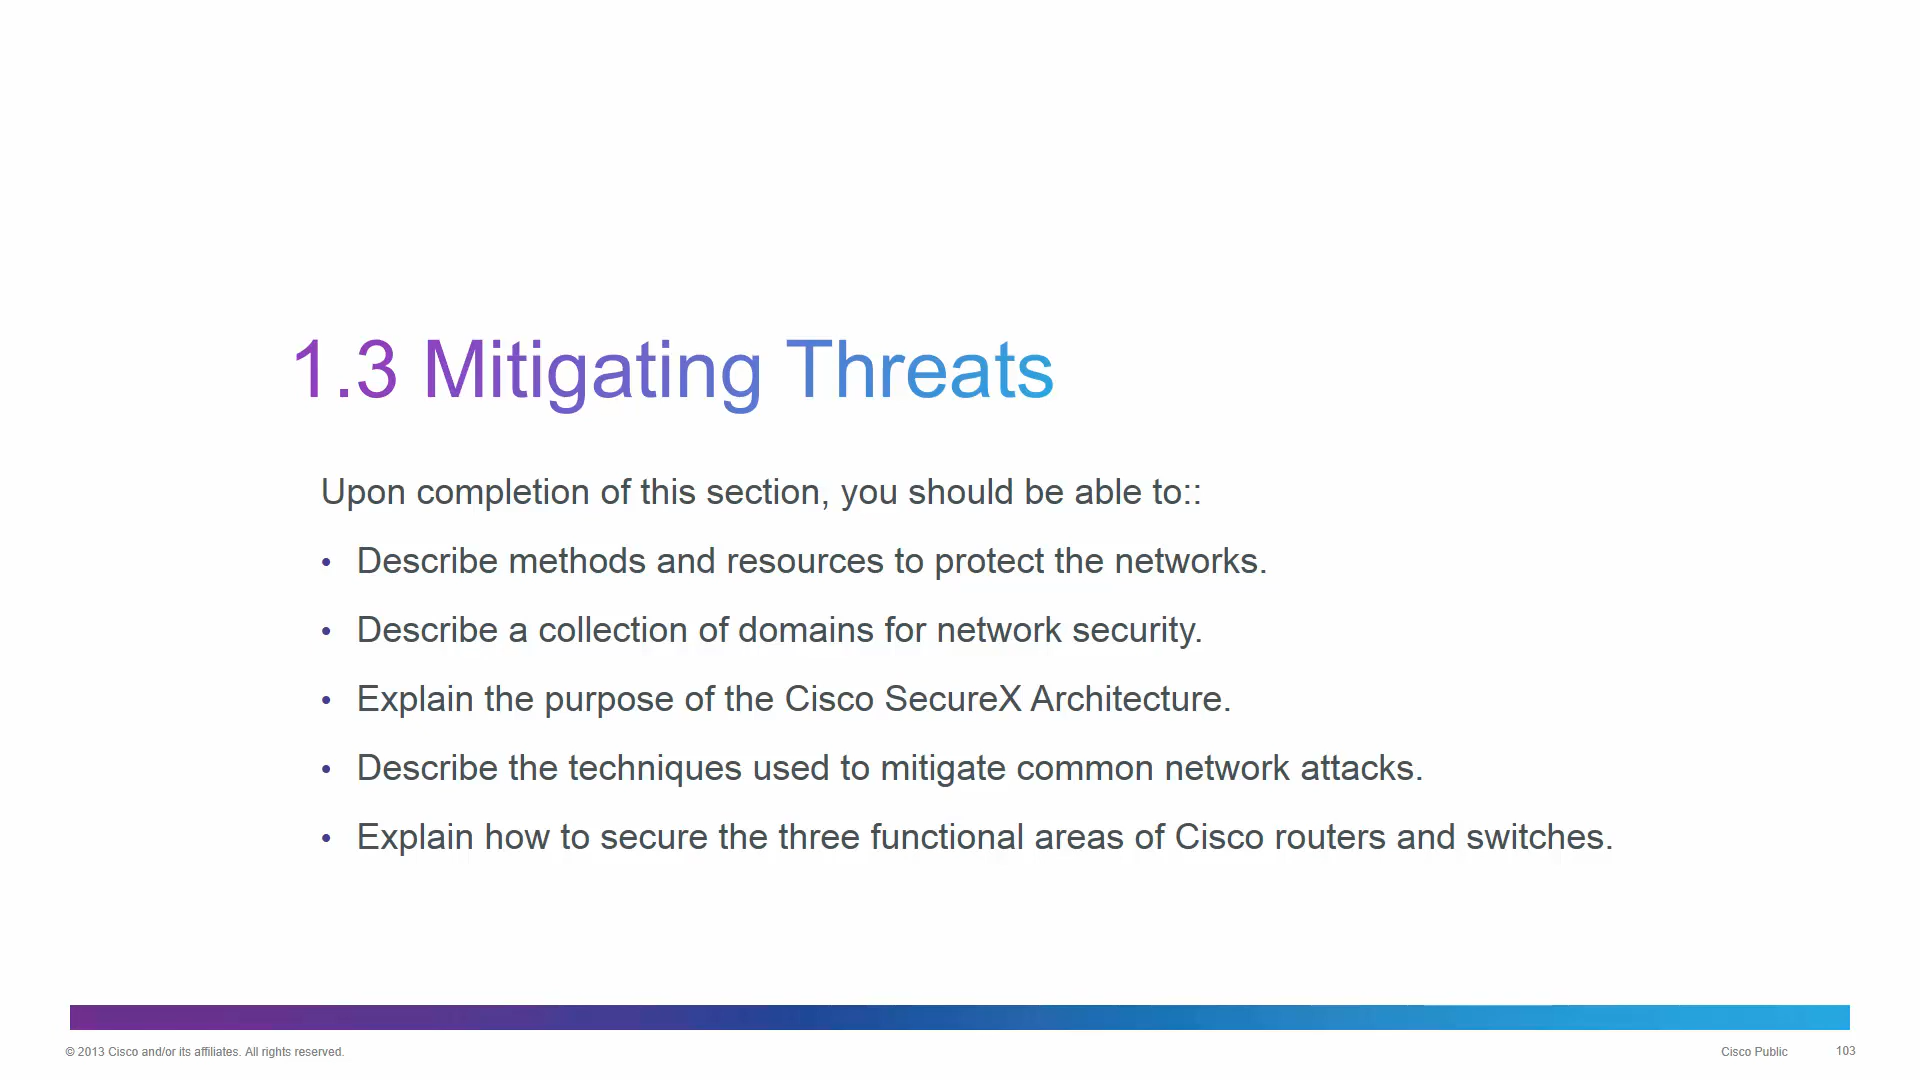 1.3 Mitigating Threats
Upon completion of this section, you should be able to::
• Describe methods and resources to protect the networks.
• Describe a collection of domains for network security.
• Explain the purpose of the Cisco SecureX Architecture.
• Describe the techniques used to mitigate common network attacks.
• Explain how to secure the three functional areas of Cisco routers and switches.
© 2013 Cisco and/or its affiliates. All rights reserved.
Cisco Public
103